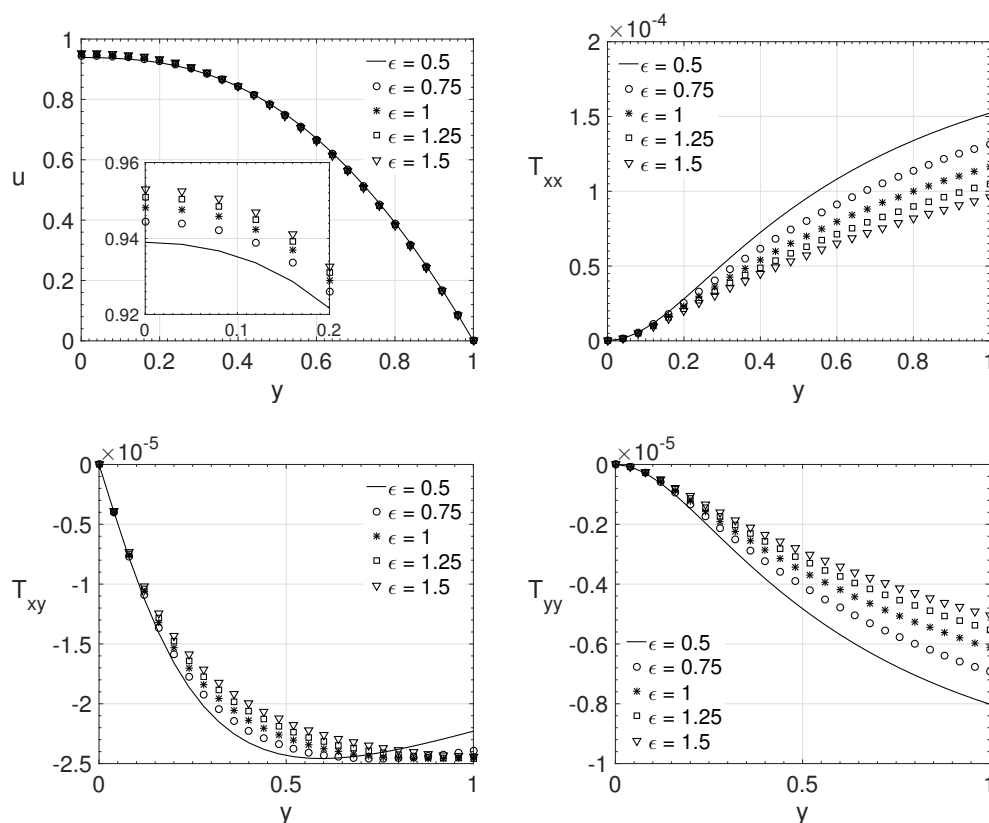 1
0.8
0.6
0.4
0.2
0
u
0 0.2 0.4 0.6 0.8 1
y
ϵ = 0.5
ϵ = 0.75
ϵ = 1
ϵ = 1.25
ϵ = 1.5
0.96
0.94
0.92
0 0.1 0.2
×10⁻⁴
2
1.5
1
0.5
0
T_xx
0 0.2 0.4 0.6 0.8 1
y
ϵ = 0.5
ϵ = 0.75
ϵ = 1
ϵ = 1.25
ϵ = 1.5
×10⁻⁵
0
-0.5
-1
-1.5
-2
-2.5
T_xy
0 0.5 1
y
ϵ = 0.5
ϵ = 0.75
ϵ = 1
ϵ = 1.25
ϵ = 1.5
×10⁻⁵
0
-0.2
-0.4
-0.6
-0.8
-1
T_yy
0 0.5 1
y
ϵ = 0.5
ϵ = 0.75
ϵ = 1
ϵ = 1.25
ϵ = 1.5